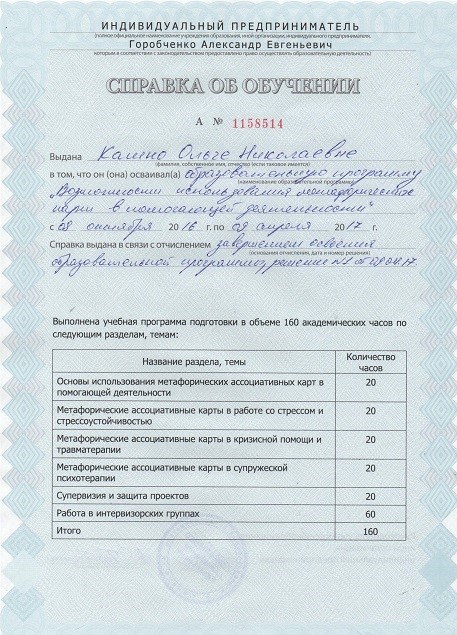 ИНДИВИДУАЛЬНЫЙ ПРЕДПРИНИМАТЕЛЬ
(полное официальное наименование учреждения образования, иной организации, индивидуального предпринимателя,
Горобченко Александр Евгеньевич
которым в соответствии с законодательством предоставлено право осуществлять образовательную деятельность)
СПРАВКА ОБ ОБУЧЕНИИ
А № 1158514
Выдана Ольге Николаевне
(фамилия, собственное имя, отчество (если таковое имеется)
в том, что он (она) осваивал(а) образовательную программу
(наименование образовательной программы)
"Возможности использования метафорических
карт в помогающей деятельности"
с 08 октября 2016 г. по 09 апреля 2017 г.
Справка выдана в связи с отчислением завершением освоения
(основания отчисления, дата и номер решения)
образовательной программы, решение №1 от 09.04.17.
Выполнена учебная программа подготовки в объеме 160 академических часов по
следующим разделам, темам:
Название раздела, темы Количество часов
Основы использования метафорических ассоциативных карт в помогающей деятельности 20
Метафорические ассоциативные карты в работе со стрессом и стрессоустойчивостью 20
Метафорические ассоциативные карты в кризисной помощи и травматерапии 20
Метафорические ассоциативные карты в супружеской психотерапии 20
Супервизия и защита проектов 20
Работа в интервизорских группах 60
Итого 160